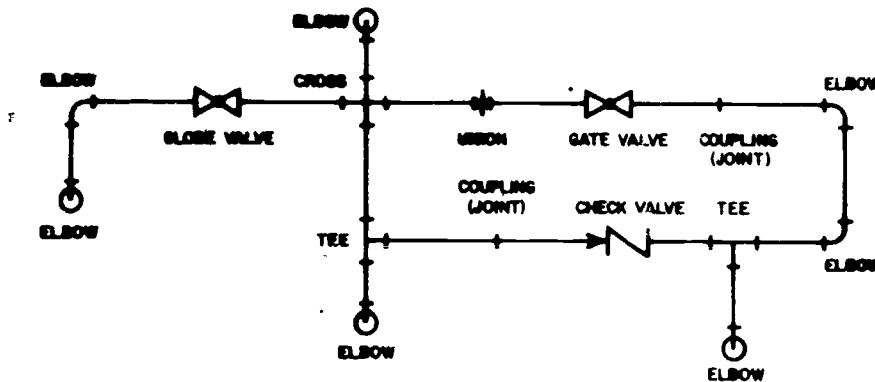 ELBOW
ELBOW
CROSS
ELBOW
GLOBE VALVE
UNION
GATE VALVE
COUPLING
(JOINT)
COUPLING
(JOINT)
CHECK VALVE
TEE
ELBOW
TEE
ELBOW
ELBOW
ELBOW